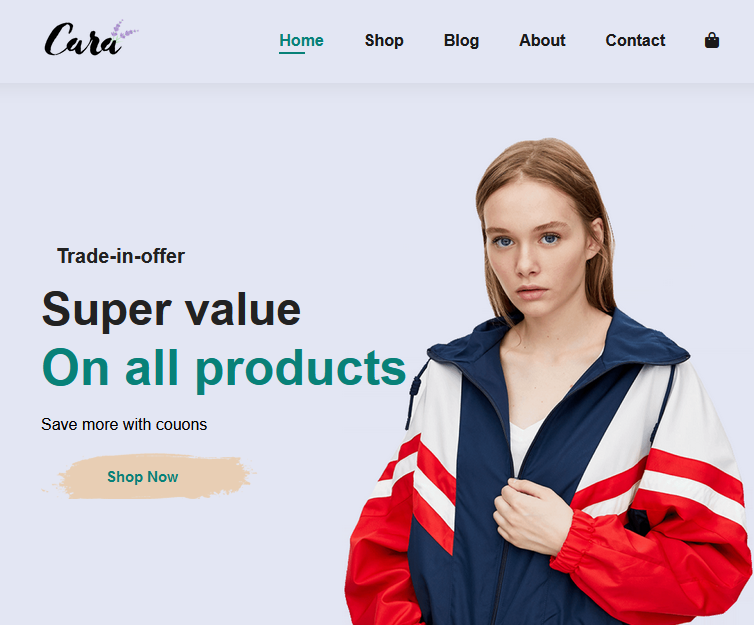 Cara
Home Shop Blog About Contact
Trade-in-offer
Super value
On all products
Save more with couons
Shop Now